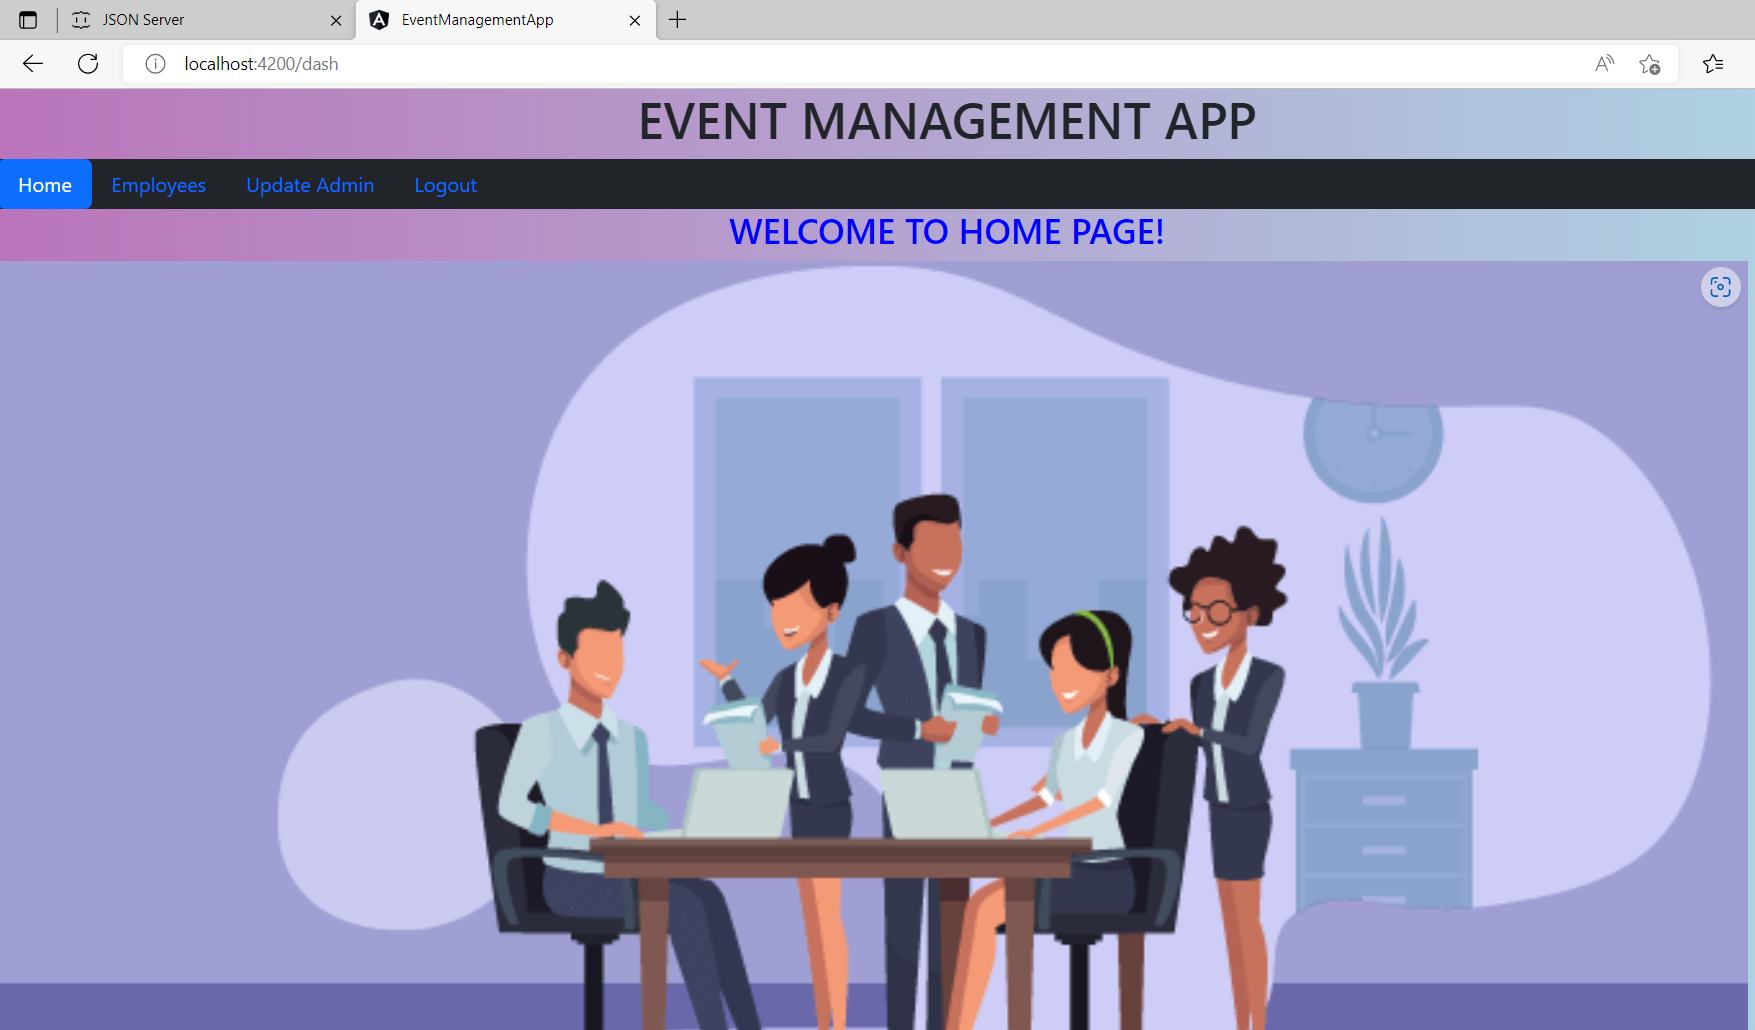 JSON Server
EventManagementApp
localhost:4200/dash
EVENT MANAGEMENT APP
Home Employees Update Admin Logout
WELCOME TO HOME PAGE!